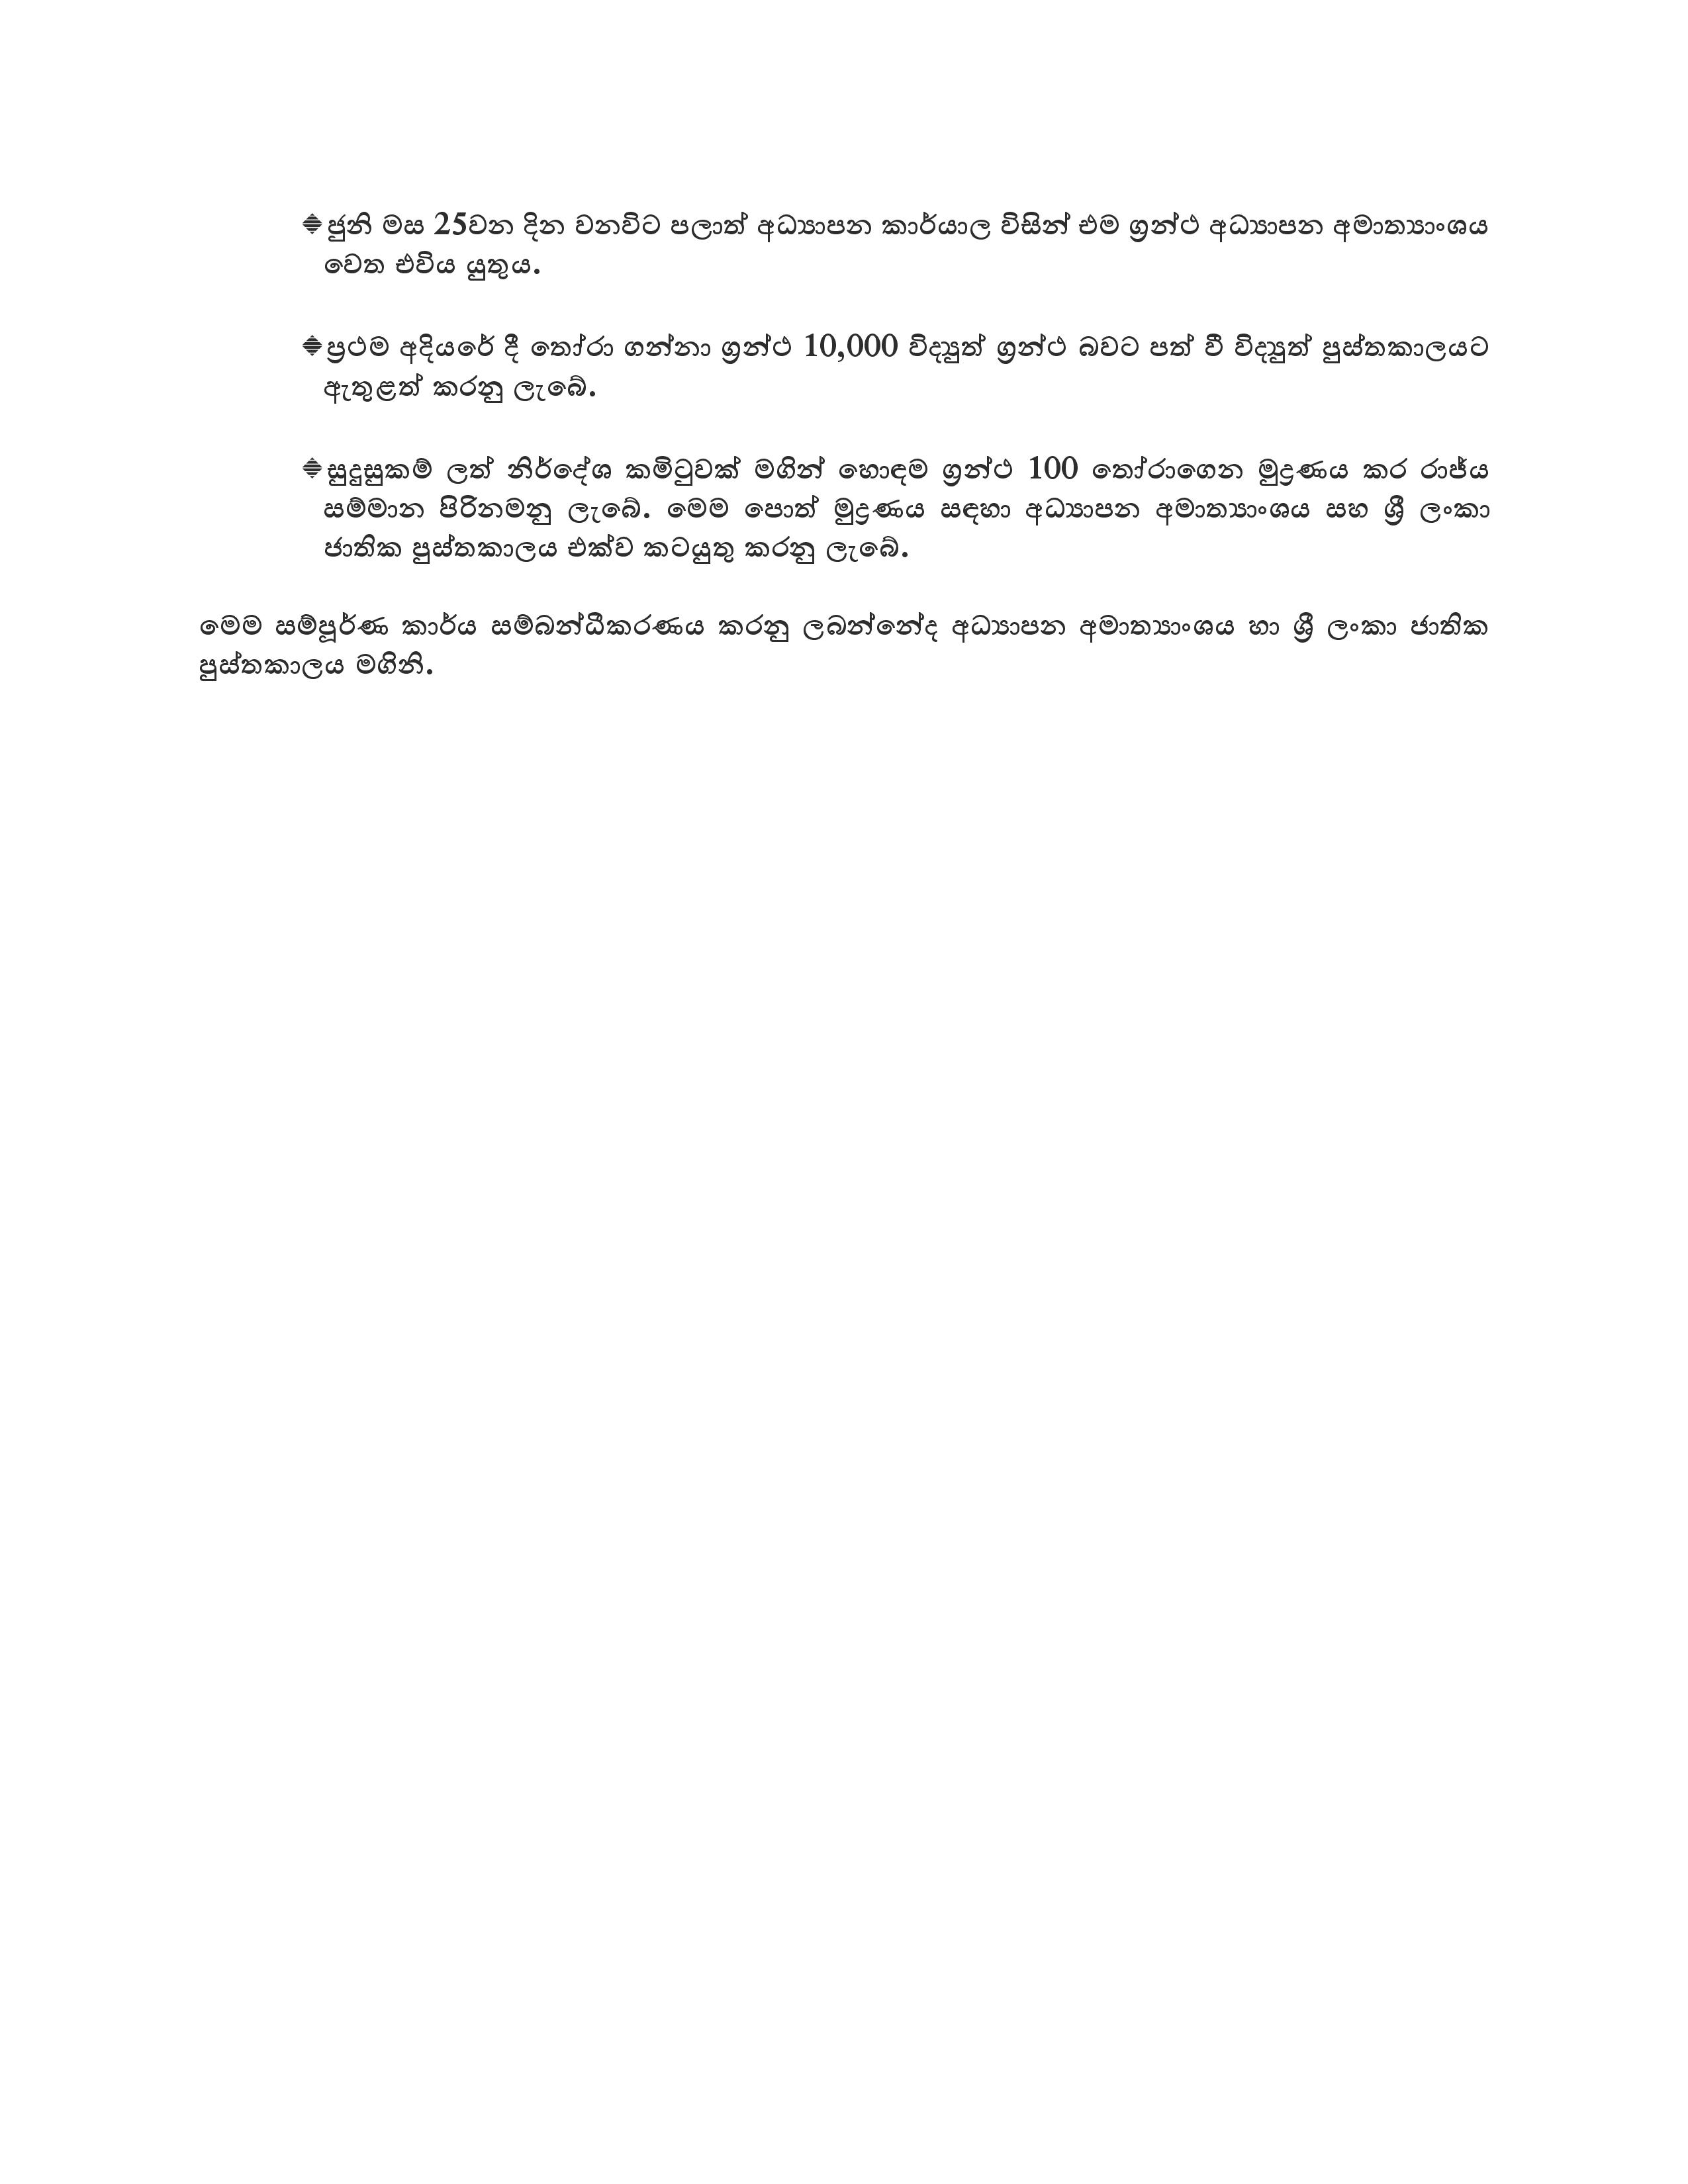 ◆ජුනි මස 25වන දින වනවිට පලාත් අධ්‍යාපන කාර්යාල විසින් එම ග්‍රන්ථ අධ්‍යාපන අමාත්‍යාංශය
වෙත එවිය යුතුය.
◆ප්‍රථම අදියරේ දී තෝරා ගන්නා ග්‍රන්ථ 10,000 විද්‍යුත් ග්‍රන්ථ බවට පත් වී විද්‍යුත් පුස්තකාලයට
ඇතුළත් කරනු ලැබේ.
◆සුදුසුකම් ලත් නිර්දේශ කමිටුවක් මගින් හොඳම ග්‍රන්ථ 100 තෝරාගෙන මුද්‍රණය කර රාජ්ය
සම්මාන පිරිනමනු ලැබේ. මෙම පොත් මුද්‍රණය සඳහා අධ්‍යාපන අමාත්‍යාංශය සහ ශ්‍රී ලංකා
ජාතික පුස්තකාලය එක්ව කටයුතු කරනු ලැබේ.
මෙම සම්පූර්ණ කාර්ය සම්බන්ධීකරණය කරනු ලබන්නේද අධ්‍යාපන අමාත්‍යාංශය හා ශ්‍රී ලංකා ජාතික
පුස්තකාලය මගිනි.